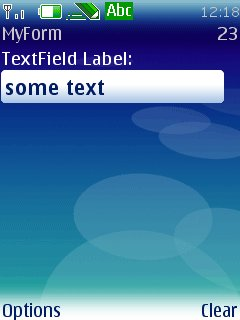 Abc 12:18
MyForm 23
TextField Label:
some text
Options Clear